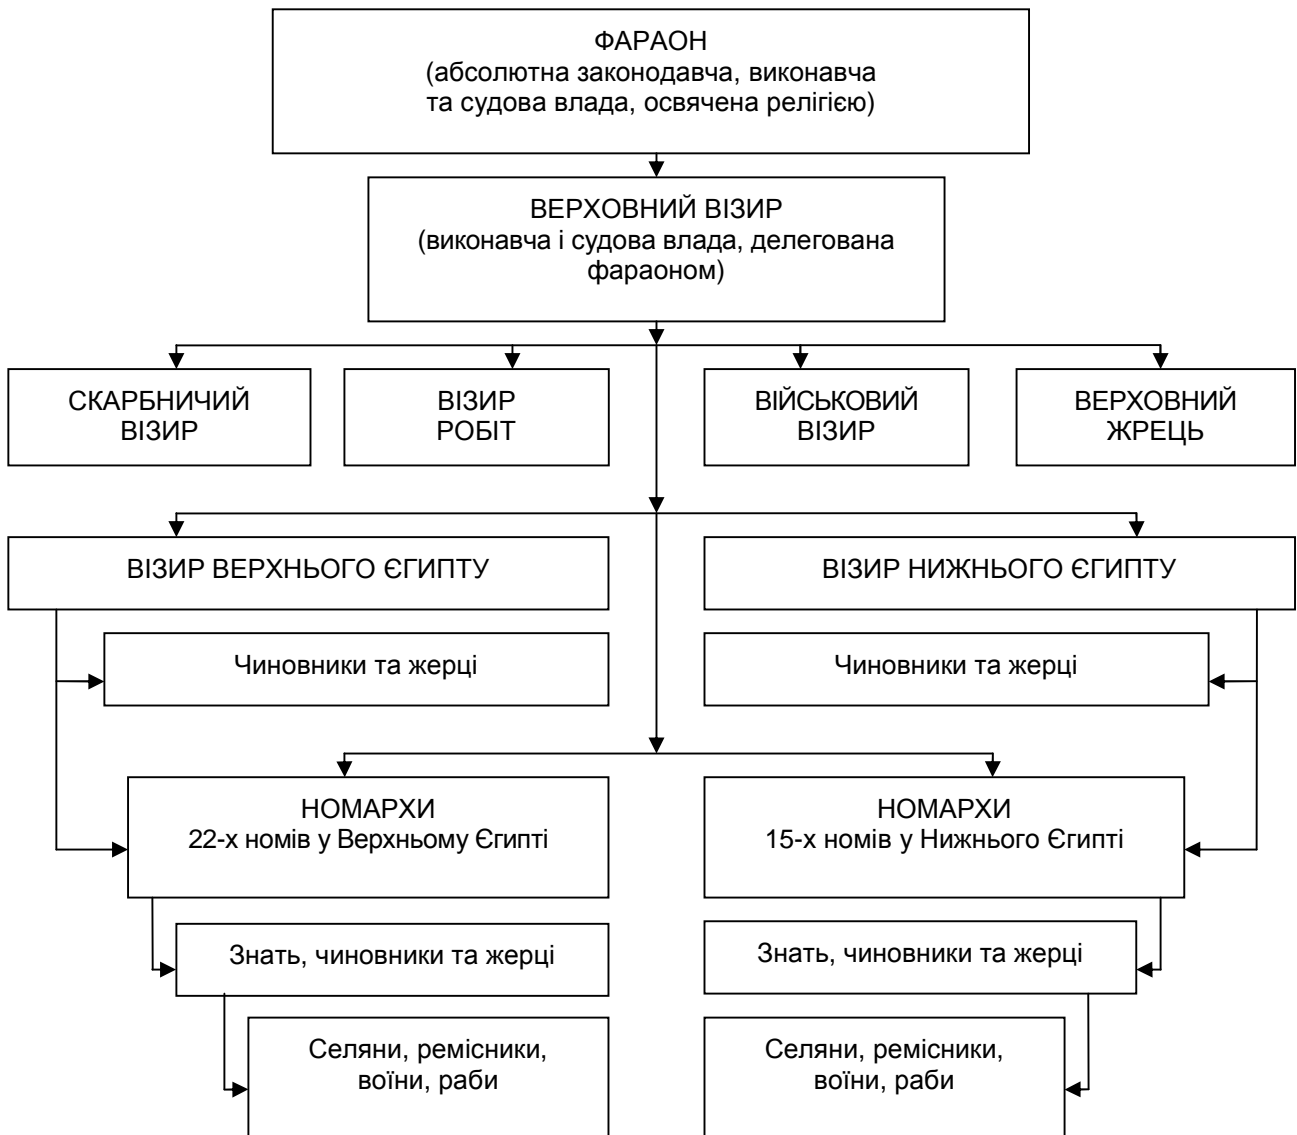 ФАРАОН
(абсолютна законодавча, виконавча
та судова влада, освячена релігією)
ВЕРХОВНИЙ ВІЗИР
(виконавча і судова влада, делегована
фараоном)
СКАРБНИЧИЙ
ВІЗИР
ВІЗИР
РОБІТ
ВІЙСЬКОВИЙ
ВІЗИР
ВЕРХОВНИЙ
ЖРЕЦЬ
ВІЗИР ВЕРХНЬОГО ЄГИПТУ
ВІЗИР НИЖНЬОГО ЄГИПТУ
Чиновники та жерці
Чиновники та жерці
НОМАРХИ
22-х номів у Верхньому Єгипті
НОМАРХИ
15-х номів у Нижнього Єгипті
Знать, чиновники та жерці
Знать, чиновники та жерці
Селяни, ремісники,
воїни, раби
Селяни, ремісники,
воїни, раби